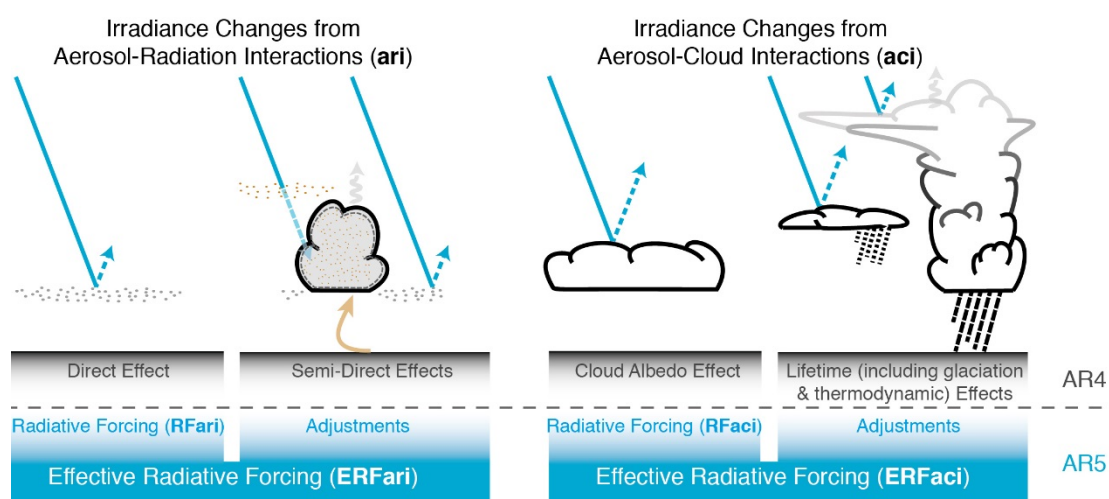 Irradiance Changes from
Aerosol-Radiation Interactions (ari)
Irradiance Changes from
Aerosol-Cloud Interactions (aci)
Direct Effect
Semi-Direct Effects
Cloud Albedo Effect
Lifetime (including glaciation
& thermodynamic) Effects
AR4
Radiative Forcing (RFari)
Adjustments
Radiative Forcing (RFaci)
Adjustments
AR5
Effective Radiative Forcing (ERFari)
Effective Radiative Forcing (ERFaci)